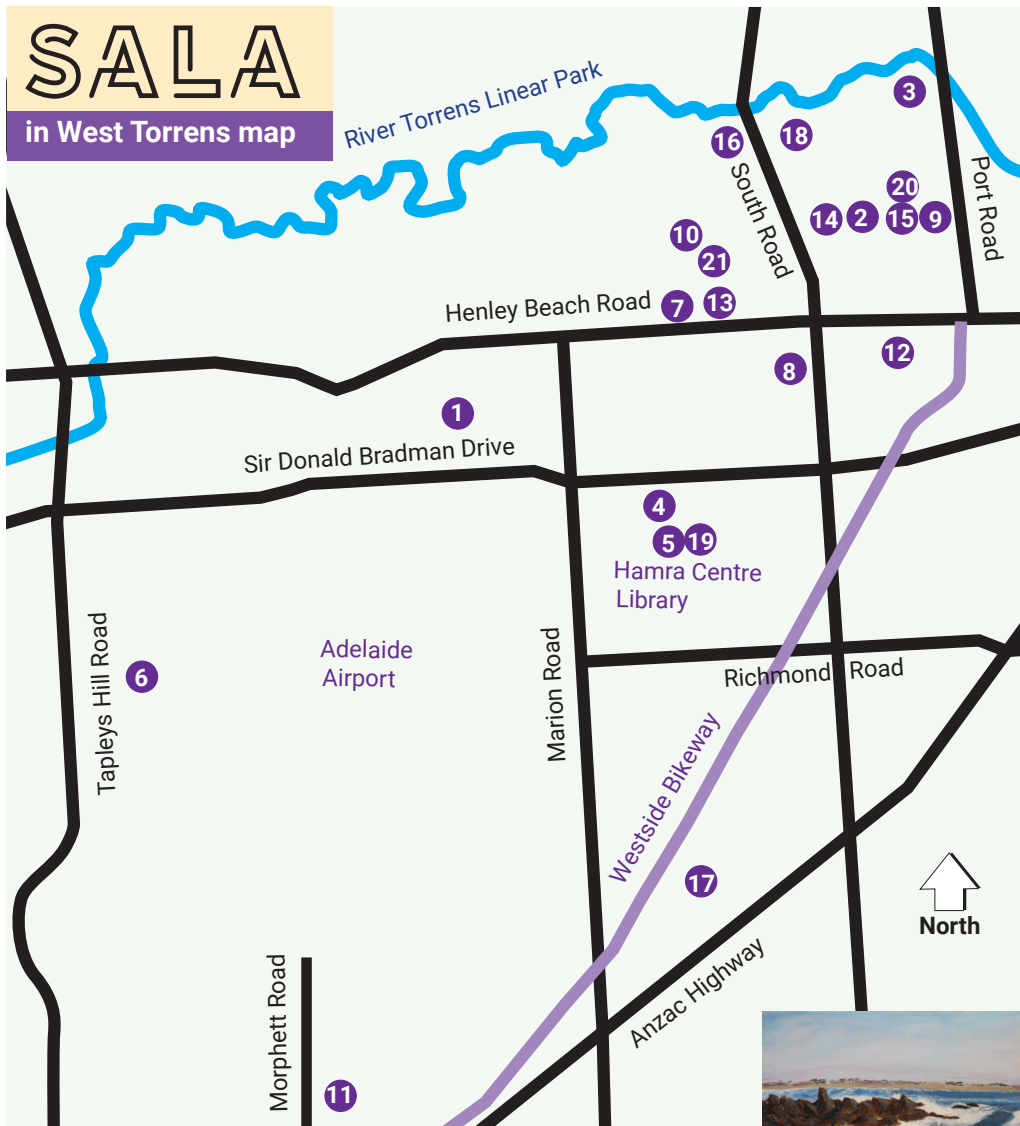 SALA
in West Torrens map
River Torrens Linear Park
3
16
18
South Road
Port Road
20
14
2
15
9
10
21
7
13
Henley Beach Road
12
8
1
Sir Donald Bradman Drive
4
5
19
Hamra Centre
Library
Tapleys Hill Road
6
Adelaide
Airport
Marion Road
Richmond Road
Westside Bikeway
17
North
Anzac Highway
Morphett Road
11